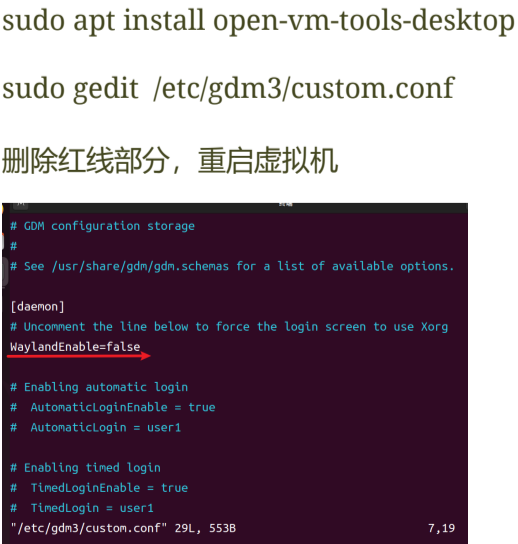 sudo apt install open-vm-tools-desktop
sudo gedit /etc/gdm3/custom.conf
删除红线部分，重启虚拟机
终端
# GDM configuration storage
#
# See /usr/share/gdm/gdm.schemas for a list of available options.
[daemon]
# Uncomment the line below to force the login screen to use Xorg
WaylandEnable=false
# Enabling automatic login
#  AutomaticLoginEnable = true
#  AutomaticLogin = user1
# Enabling timed login
#  TimedLoginEnable = true
#  TimedLogin = user1
"/etc/gdm3/custom.conf" 29L, 553B 7,19